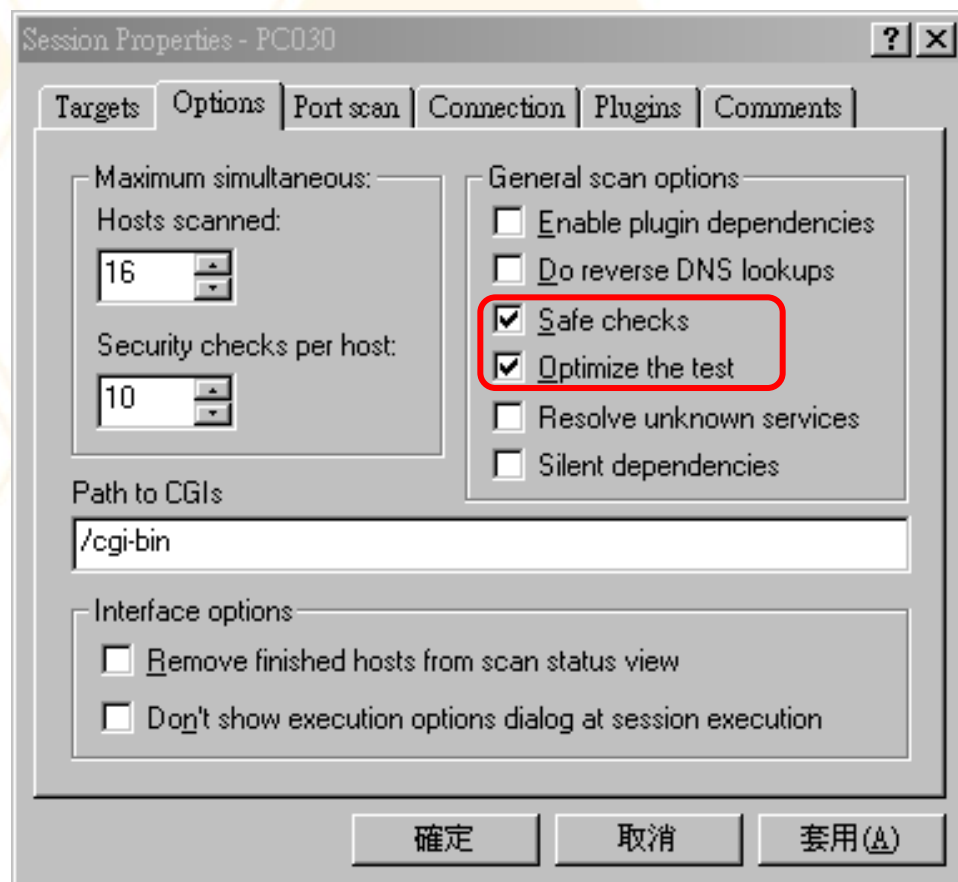 Session Properties - PC030
Targets Options Port scan Connection Plugins Comments
Maximum simultaneous:
Hosts scanned:
16
Security checks per host:
10
General scan options
Enable plugin dependencies
Do reverse DNS lookups
Safe checks
Optimize the test
Resolve unknown services
Silent dependencies
Path to CGIs
/cgi-bin
Interface options
Remove finished hosts from scan status view
Don't show execution options dialog at session execution
確定 取消 套用(A)